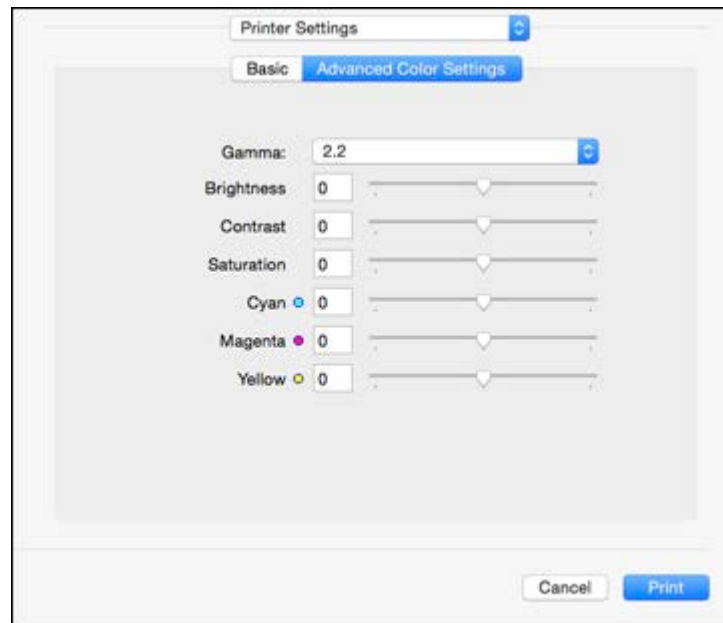 Printer Settings
Basic Advanced Color Settings
Gamma: 2.2
Brightness 0
Contrast 0
Saturation 0
Cyan 0
Magenta 0
Yellow 0
Cancel Print